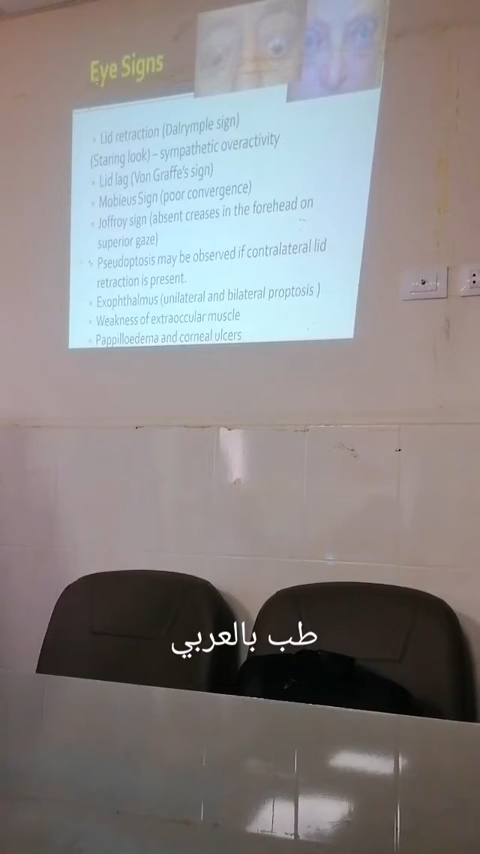 Eye Signs
• Lid retraction (Dalrymple sign)
(Staring look) – sympathetic overactivity
• Lid lag (Von Graffe's sign)
• Mobieus Sign (poor convergence)
• Joffroy sign (absent creases in the forehead on
superior gaze)
• Pseudoptosis may be observed if contralateral lid
retraction is present.
• Exophthalmus (unilateral and bilateral proptosis )
• Weakness of extraoccular muscle
• Pappilloedema and corneal ulcers
طب بالعربي